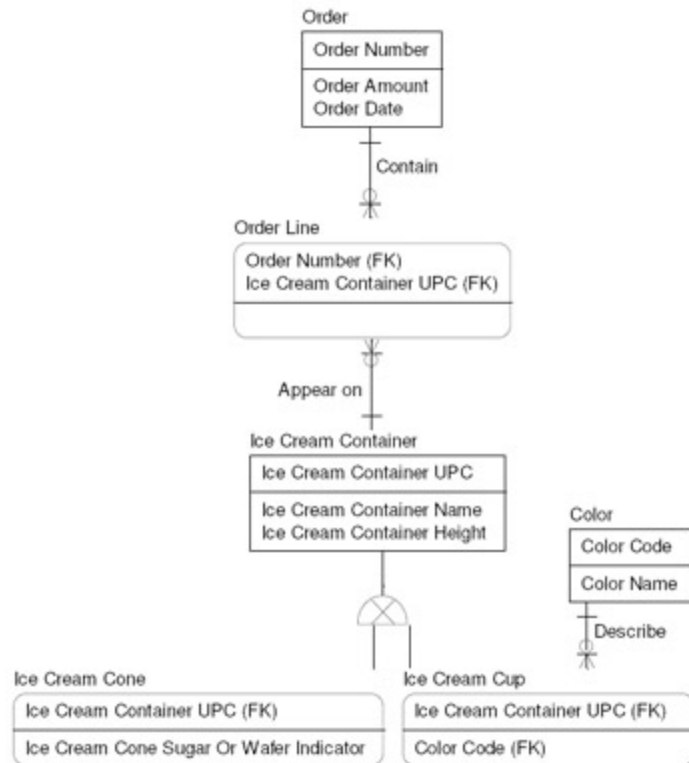 Order
Order Number
Order Amount
Order Date
Contain
Order Line
Order Number (FK)
Ice Cream Container UPC (FK)
Appear on
Ice Cream Container
Ice Cream Container UPC
Ice Cream Container Name
Ice Cream Container Height
Color
Color Code
Color Name
Describe
Ice Cream Cone
Ice Cream Container UPC (FK)
Ice Cream Cone Sugar Or Wafer Indicator
Ice Cream Cup
Ice Cream Container UPC (FK)
Color Code (FK)